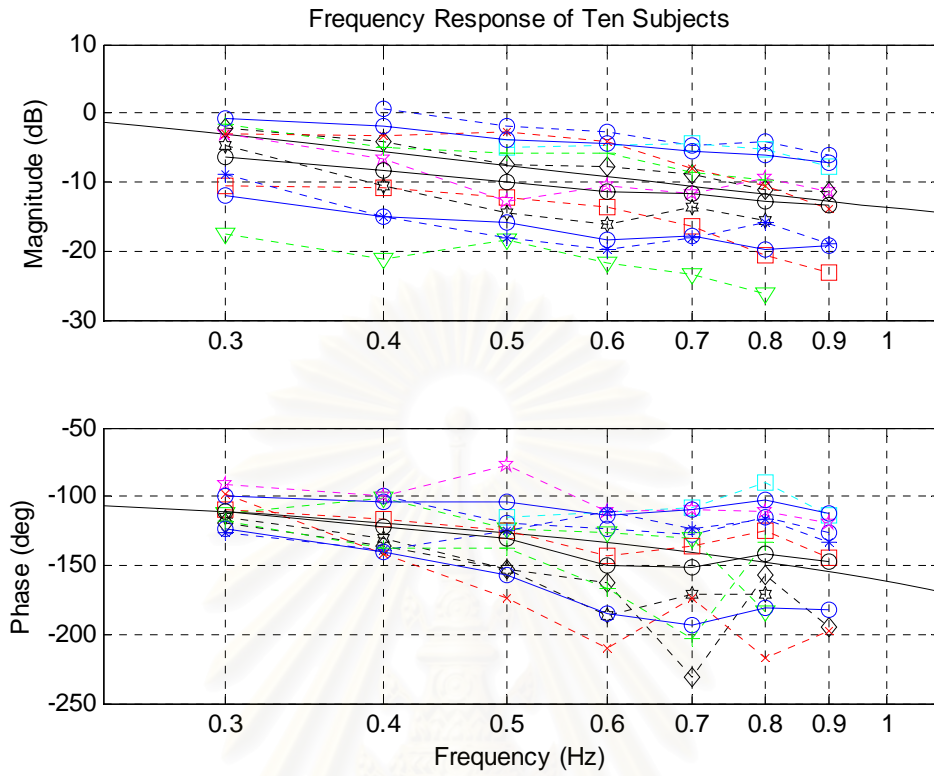 Frequency Response of Ten Subjects
10
0
-10
-20
-30
Magnitude (dB)
0.3 0.4 0.5 0.6 0.7 0.8 0.9 1
-50
-100
-150
-200
-250
Phase (deg)
0.3 0.4 0.5 0.6 0.7 0.8 0.9 1
Frequency (Hz)